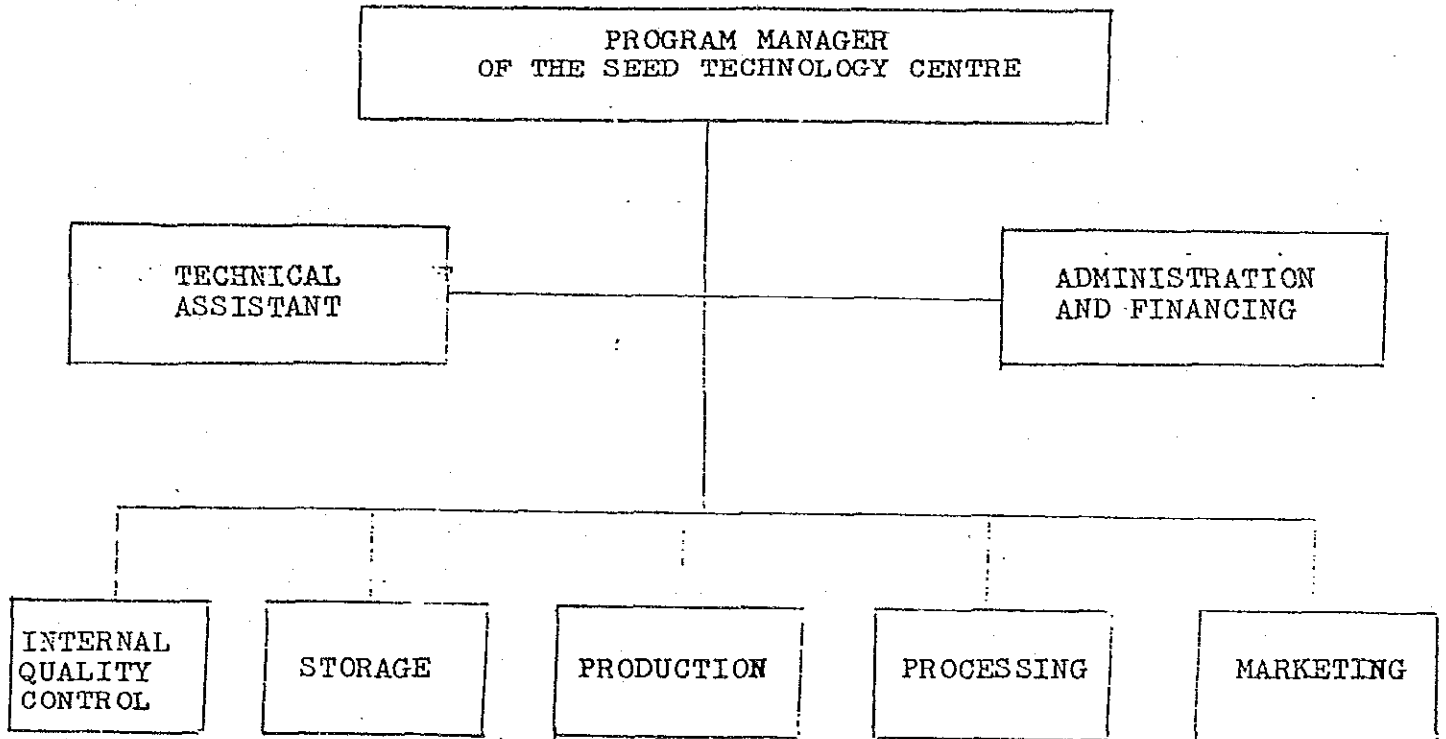 PROGRAM MANAGER
OF THE SEED TECHNOLOGY CENTRE
TECHNICAL
ASSISTANT
ADMINISTRATION
AND FINANCING
INTERNAL
QUALITY
CONTROL
STORAGE
PRODUCTION
PROCESSING
MARKETING